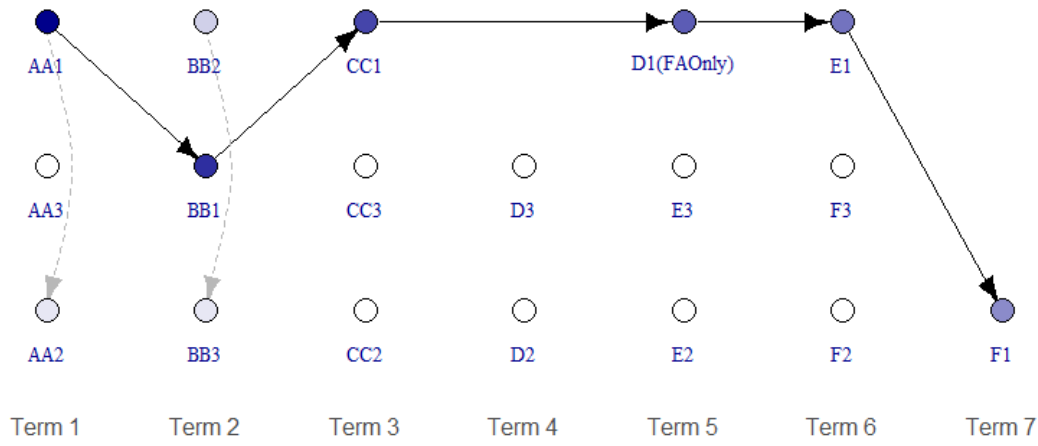 AA1 BB2 CC1 D1(FAOnly) E1
AA3 BB1 CC3 D3 E3 F3
AA2 BB3 CC2 D2 E2 F2 F1
Term 1 Term 2 Term 3 Term 4 Term 5 Term 6 Term 7